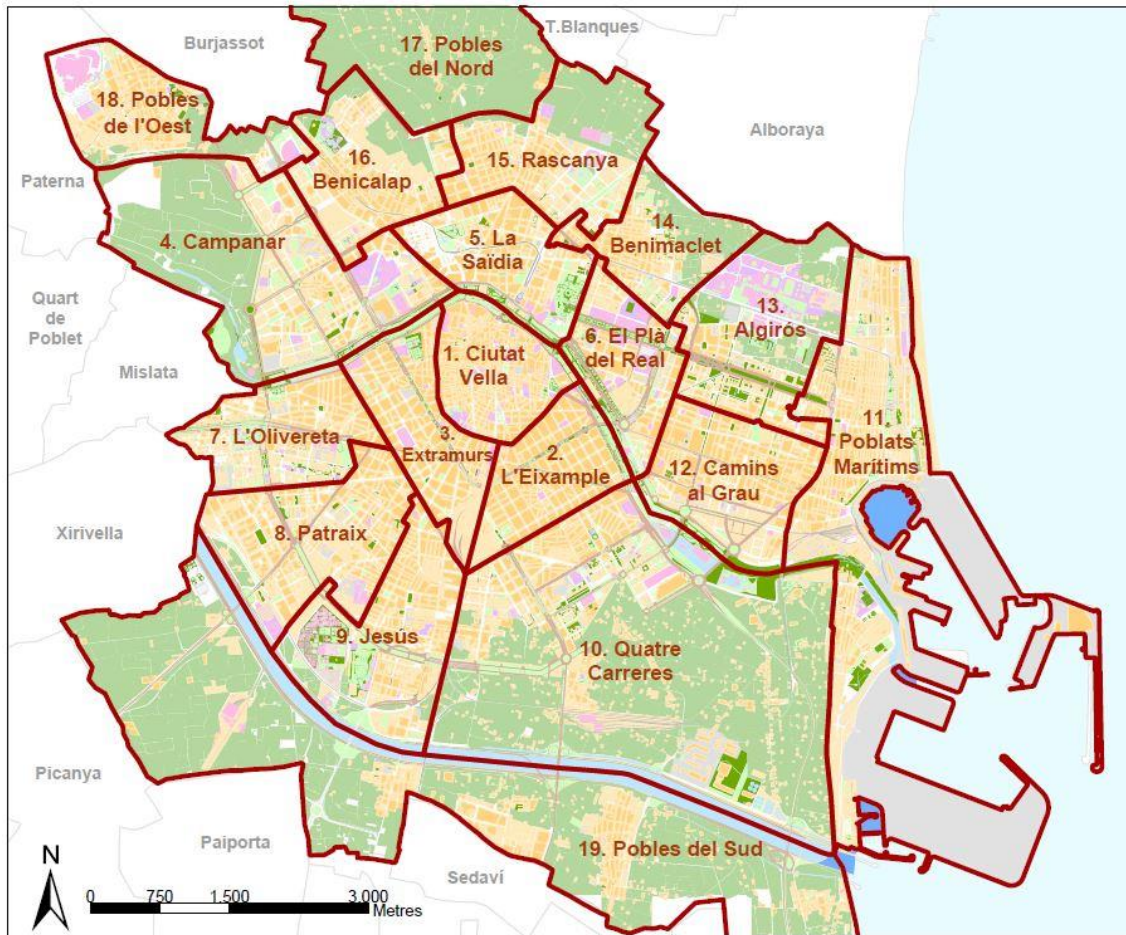 Burjassot
T.Blanques
17. Pobles
del Nord
18. Pobles
de l'Oest
Alboraya
16.
Benicalap
15. Rascanya
Paterna
4. Campanar
5. La
Saïdia
14.
Benimaclet
Quart
de
Poblet
13.
Algirós
6. El Plà
del Real
1. Ciutat
Vella
Mislata
7. L'Olivereta
3.
Extramurs
2.
L'Eixample
11.
Poblats
Marítims
12. Camins
al Grau
Xirivella
8. Patraix
9. Jesús
10. Quatre
Carreres
Picanya
Paiporta
19. Pobles del Sud
Sedaví
N
0 750 1.500 3.000
Metres